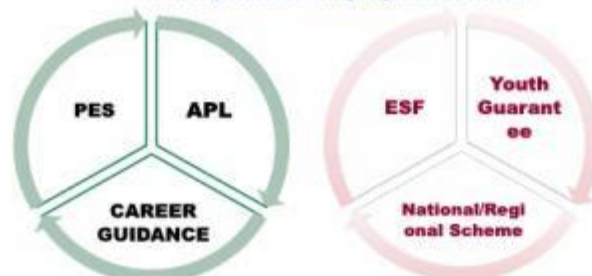 PES
APL
CAREER
GUIDANCE
ESF
Youth
Guarant
ee
National/Regi
onal Scheme